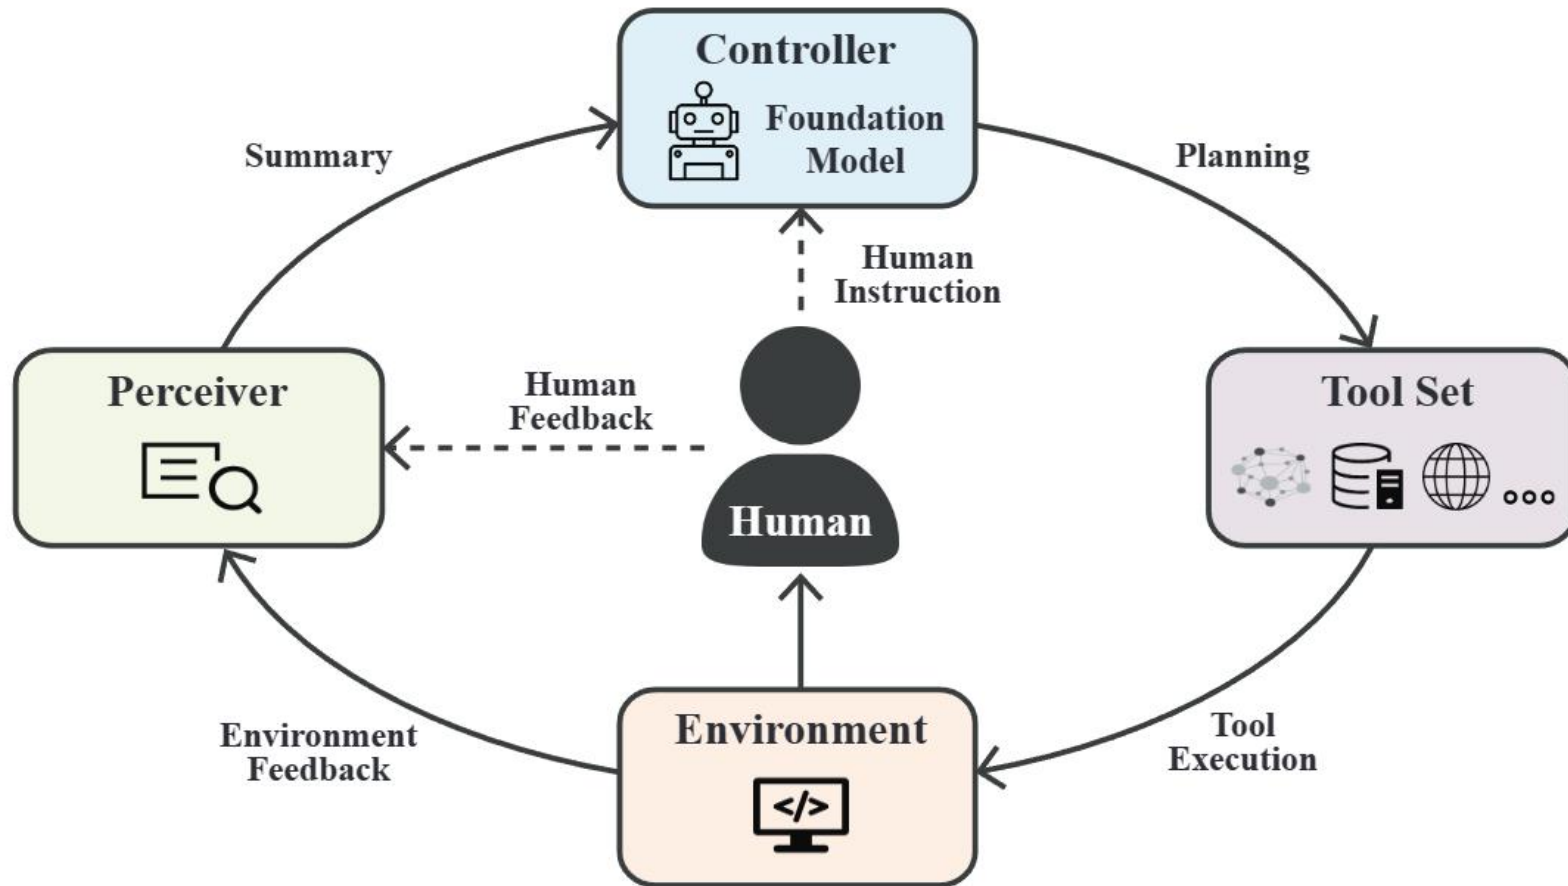 Controller
Foundation
Model
Summary
Planning
Human
Instruction
Perceiver
Human
Feedback
Tool Set
Human
Environment
Feedback
Environment
</>
Tool
Execution